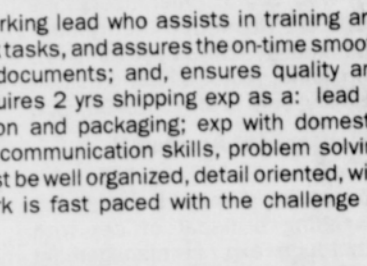 rking lead who assists in training a
tasks, and assures the on-time smoo
documents; and, ensures quality a
uires 2 yrs shipping exp as a: lead
on and packaging; exp with domest
communication skills, problem solvi
st be well organized, detail oriented, wi
rk is fast paced with the challenge